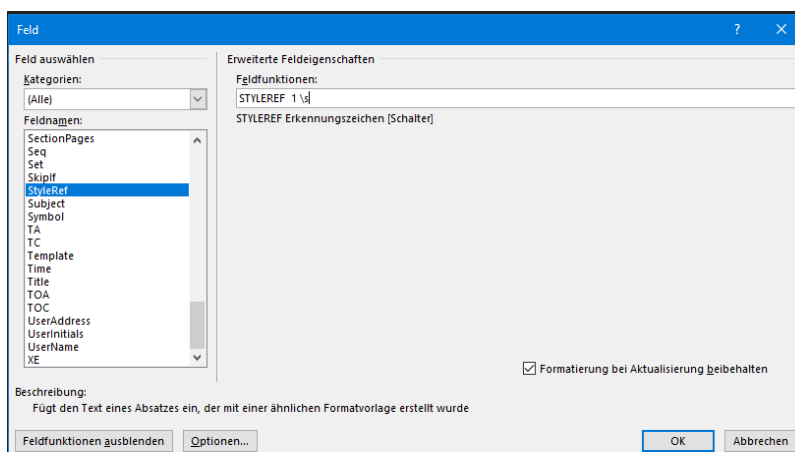 Feld
? ✕
Feld auswählen
Kategorien:
(Alle)
Feldnamen:
SectionPages
Seq
Set
SkipIf
StyleRef
Subject
Symbol
TA
TC
Template
Time
Title
TOA
TOC
UserAddress
UserInitials
UserName
XE
Erweiterte Feldeigenschaften
Feldfunktionen:
STYLEREF 1 \s
STYLEREF Erkennungszeichen [Schalter]
Formatierung bei Aktualisierung beibehalten
Beschreibung:
Fügt den Text eines Absatzes ein, der mit einer ähnlichen Formatvorlage erstellt wurde
Feldfunktionen ausblenden Optionen... OK Abbrechen